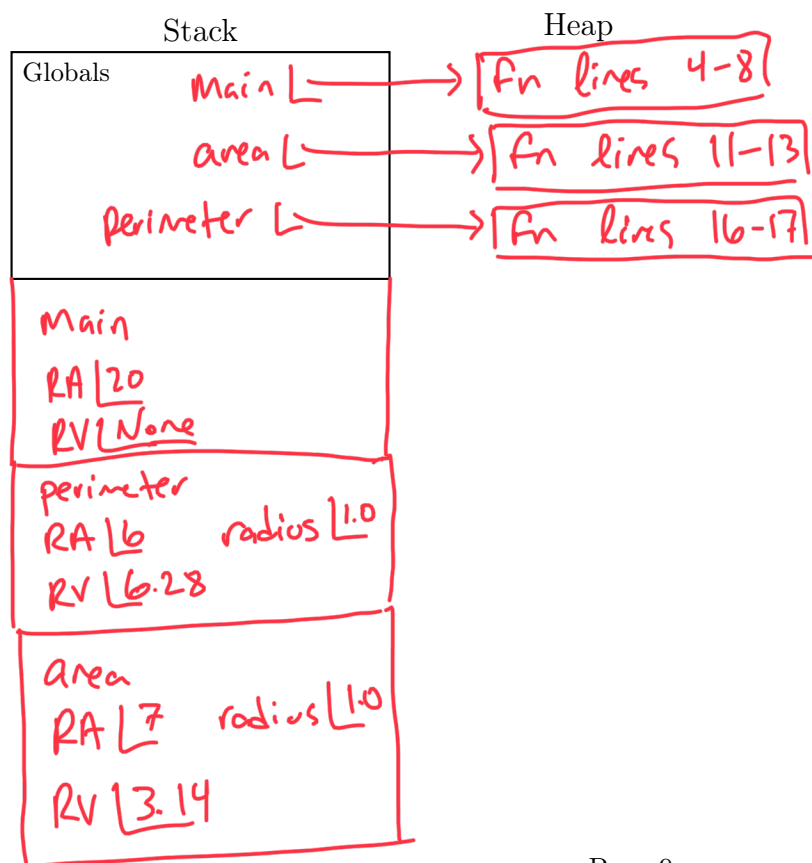 Stack Heap
Globals
main fn lines 4-8
area fn lines 11-13
perimeter fn lines 16-17
main
RA 20
RV None
perimeter
RA 6 radius 1.0
RV 6.28
area
RA 7 radius 1.0
RV 3.14